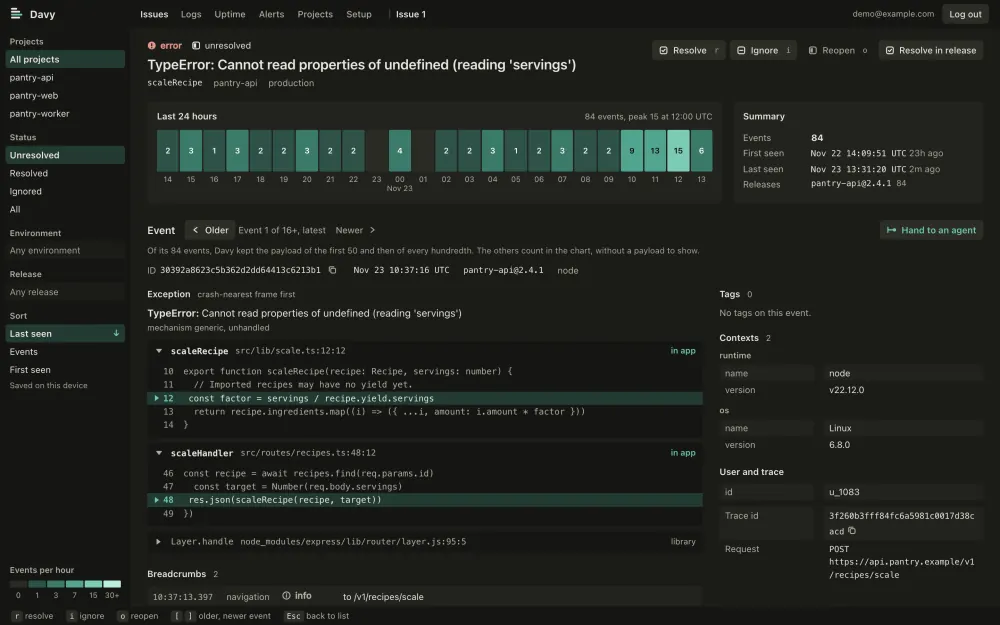 Davy
Issues Logs Uptime Alerts Projects Setup Issue 1
demo@example.com Log out
Projects
All projects
pantry-api
pantry-web
pantry-worker
Status
Unresolved
Resolved
Ignored
All
Environment
Any environment
Release
Any release
Sort
Last seen ↓
Events
First seen
Saved on this device
Events per hour
0 1 3 7 15 30+
error unresolved
TypeError: Cannot read properties of undefined (reading 'servings')
scaleRecipe pantry-api production
Resolve r Ignore i Reopen o Resolve in release
Last 24 hours 84 events, peak 15 at 12:00 UTC
2 3 1 3 2 2 3 2 2 4 2 2 3 1 2 3 2 2 9 13 15 6
14 15 16 17 18 19 20 21 22 23 00 01 02 03 04 05 06 07 08 09 10 11 12 13
Nov 23
Summary
Events 84
First seen Nov 22 14:09:51 UTC 23h ago
Last seen Nov 23 13:31:20 UTC 2m ago
Releases pantry-api@2.4.1 84
Event Older Event 1 of 16+, latest Newer
Hand to an agent
Of its 84 events, Davy kept the payload of the first 50 and then of every hundredth. The others count in the chart, without a payload to show.
ID 30392a8623c5b362d2dd64413c6213b1 Nov 23 10:37:16 UTC pantry-api@2.4.1 node
Exception crash-nearest frame first
TypeError: Cannot read properties of undefined (reading 'servings')
mechanism generic, unhandled
scaleRecipe src/lib/scale.ts:12:12 in app
10 export function scaleRecipe(recipe: Recipe, servings: number) {
11 // Imported recipes may have no yield yet.
12 const factor = servings / recipe.yield.servings
13 return recipe.ingredients.map((i) => ({ ...i, amount: i.amount * factor }))
14 }
scaleHandler src/routes/recipes.ts:48:12 in app
46 const recipe = await recipes.find(req.params.id)
47 const target = Number(req.body.servings)
48 res.json(scaleRecipe(recipe, target))
49 })
Layer.handle node_modules/express/lib/router/layer.js:95:5 library
Breadcrumbs 2
10:37:13.397 navigation info to /v1/recipes/scale
Tags 0
No tags on this event.
Contexts 2
runtime
name node
version v22.12.0
os
name Linux
version 6.8.0
User and trace
id u_1083
Trace id 3f260b3fff84fc6a5981c0017d38c
acd
Request POST
https://api.pantry.example/v1
/recipes/scale
r resolve i ignore o reopen [ ] older, newer event Esc back to list